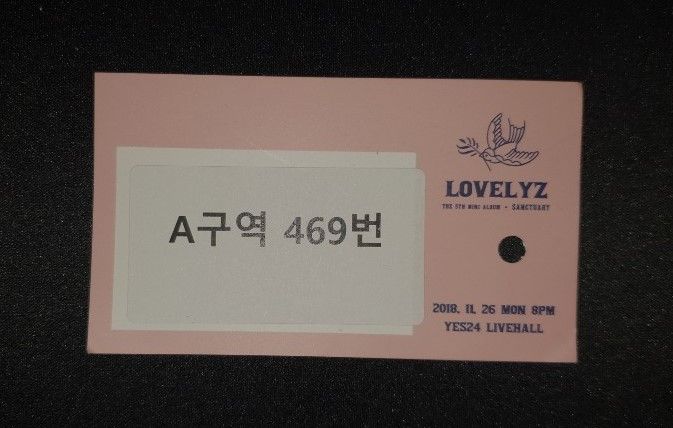 A구역 469번
LOVELYZ
THE 5TH MINI ALBUM - SANCTUARY
2018. 11. 26 MON 8PM
YES24 LIVEHALL